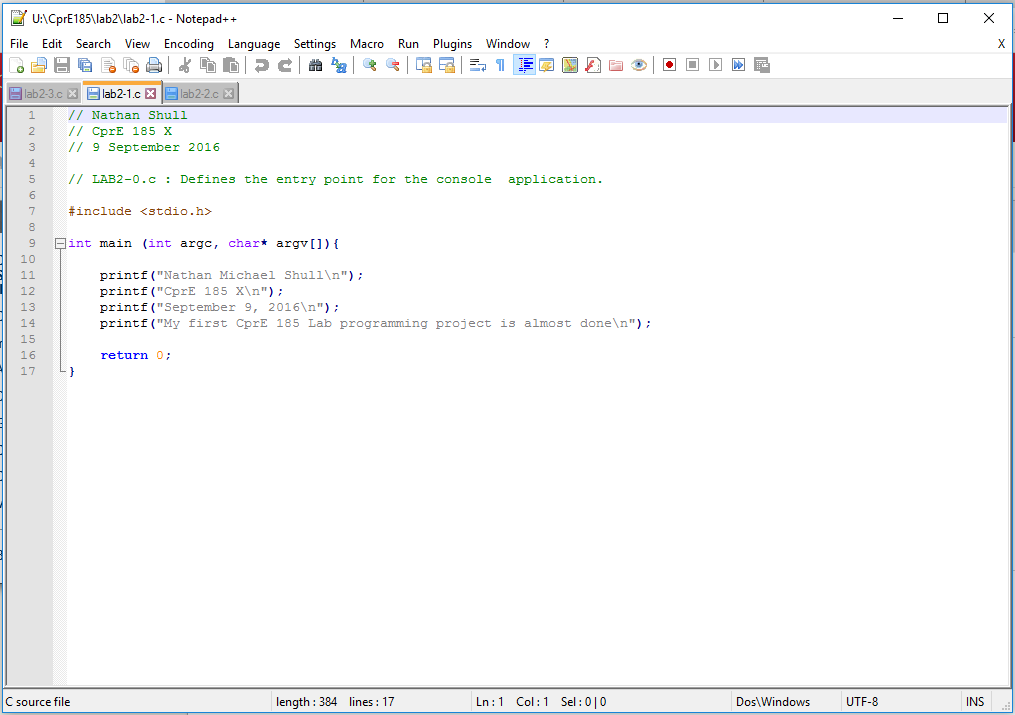 U:\CprE185\lab2\lab2-1.c - Notepad++
File Edit Search View Encoding Language Settings Macro Run Plugins Window ? X
lab2-3.c lab2-1.c lab2-2.c
1 // Nathan Shull
2 // CprE 185 X
3 // 9 September 2016
4
5 // LAB2-0.c : Defines the entry point for the console  application.
6
7 #include <stdio.h>
8
9 int main (int argc, char* argv[]){
10
11 printf("Nathan Michael Shull\n");
12 printf("CprE 185 X\n");
13 printf("September 9, 2016\n");
14 printf("My first CprE 185 Lab programming project is almost done\n");
15
16 return 0;
17 }
C source file length : 384 lines : 17 Ln : 1 Col : 1 Sel : 0 | 0 Dos\Windows UTF-8 INS